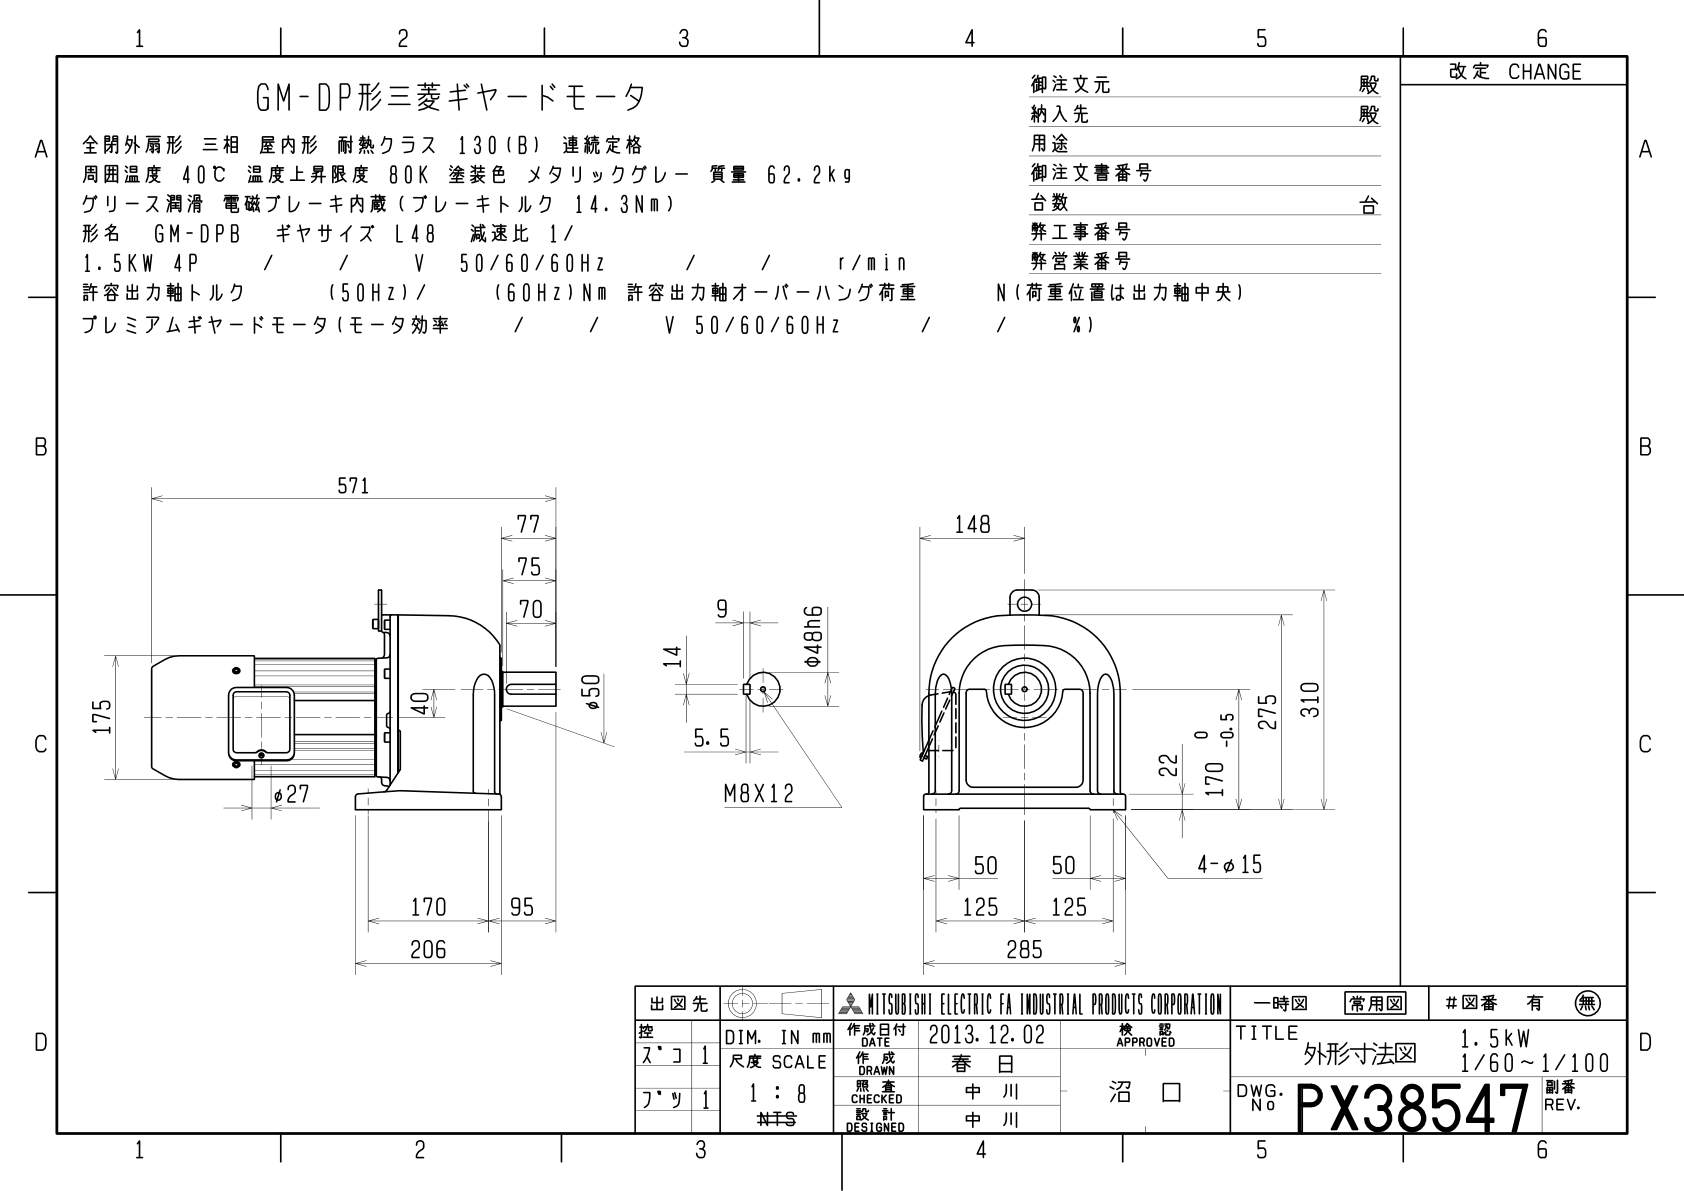 1 2 3 4 5 6
A
B
C
D
GM-DP形三菱ギヤードモータ
全閉外扇形 三相 屋内形 耐熱クラス 130(B) 連続定格
周囲温度 40℃ 温度上昇限度 80K 塗装色 メタリックグレー 質量 62.2kg
グリース潤滑 電磁ブレーキ内蔵(ブレーキトルク 14.3Nm)
形名 GM-DPB ギヤサイズ L48 減速比 1/
1.5KW 4P / / V 50/60/60Hz / / r/min
許容出力軸トルク (50Hz)/ (60Hz)Nm 許容出力軸オーバーハング荷重 N(荷重位置は出力軸中央)
プレミアムギヤードモータ(モータ効率 / / V 50/60/60Hz / / %)
御注文元 殿
納入先 殿
用途
御注文書番号
台数 台
弊工事番号
弊営業番号
改定 CHANGE
A
B
C
D
571
77
75
70
175
40
φ50
φ27
170 95
206
9
14
5.5
φ48h6
M8X12
148
310
275
170 0 -0.5
22
4-φ15
50 50
125 125
285
出図先
控
ズコ 1
ブツ 1
DIM. IN mm
尺度 SCALE
1 : 8
NTS
MITSUBISHI ELECTRIC FA INDUSTRIAL PRODUCTS CORPORATION
作成日付 DATE 2013.12.02
検認 APPROVED
作成 DRAWN 春日
照査 CHECKED 中川
設計 DESIGNED 中川
沼口
一時図 常用図 #図番 有 無
TITLE
外形寸法図
1.5kW
1/60~1/100
DWG. No PX38547
副番 REV.
1 2 3 4 5 6